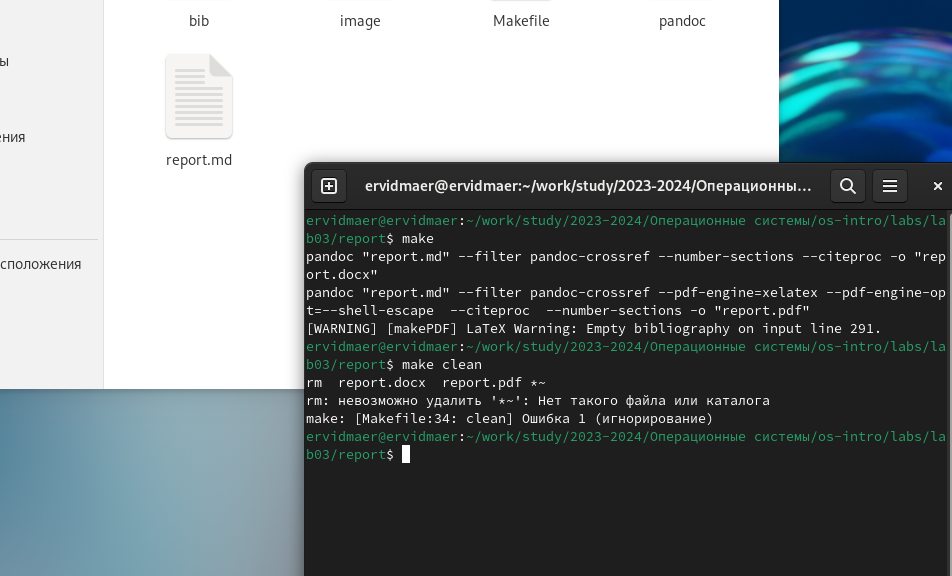 bib
image
Makefile
pandoc
ы
ения
report.md
сположения
ervidmaer@ervidmaer:~/work/study/2023-2024/Операционны...
ervidmaer@ervidmaer:~/work/study/2023-2024/Операционные системы/os-intro/labs/la
b03/report$ make
pandoc "report.md" --filter pandoc-crossref --number-sections --citeproc -o "rep
ort.docx"
pandoc "report.md" --filter pandoc-crossref --pdf-engine=xelatex --pdf-engine-op
t=--shell-escape  --citeproc  --number-sections -o "report.pdf"
[WARNING] [makePDF] LaTeX Warning: Empty bibliography on input line 291.
ervidmaer@ervidmaer:~/work/study/2023-2024/Операционные системы/os-intro/labs/la
b03/report$ make clean
rm  report.docx  report.pdf *~
rm: невозможно удалить '*~': Нет такого файла или каталога
make: [Makefile:34: clean] Ошибка 1 (игнорирование)
ervidmaer@ervidmaer:~/work/study/2023-2024/Операционные системы/os-intro/labs/la
b03/report$